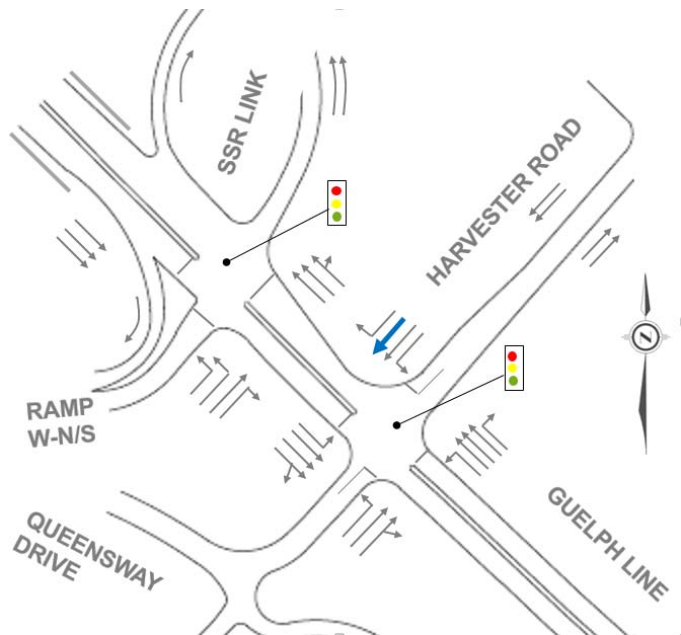 SSR LINK
HARVESTER ROAD
N
RAMP
W-N/S
QUEENSWAY
DRIVE
GUELPH LINE